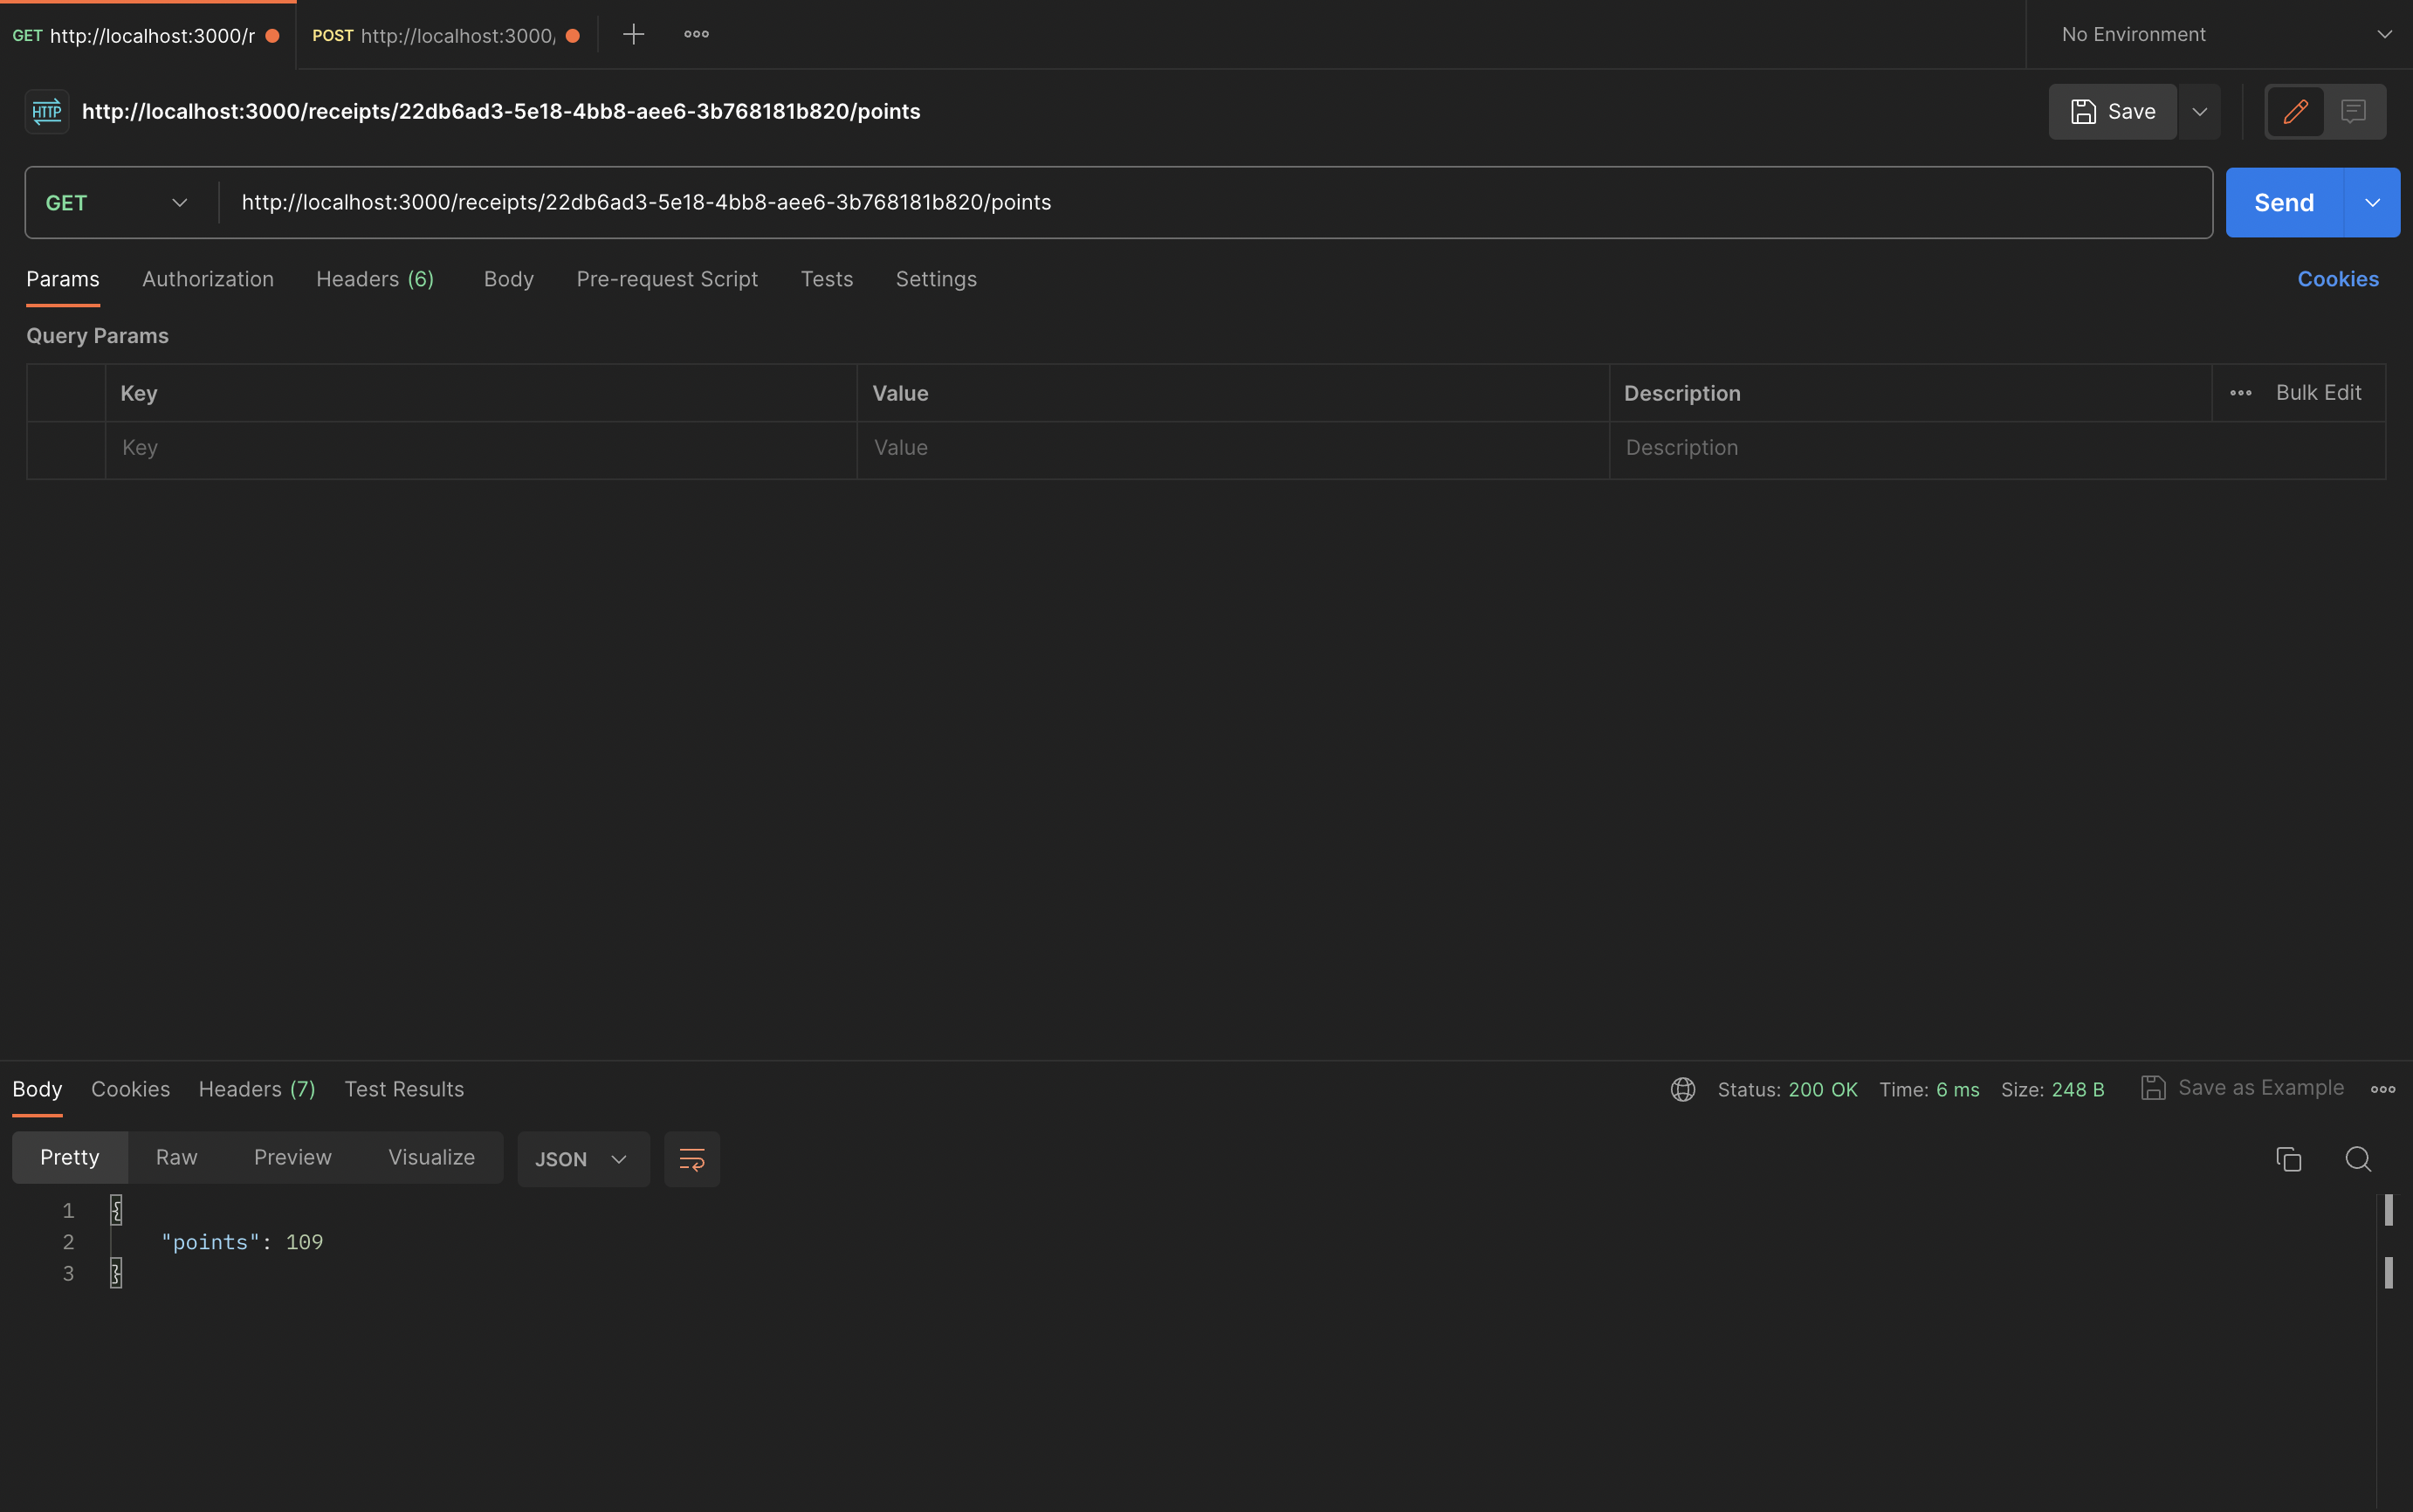 GET http://localhost:3000/r POST http://localhost:3000/ No Environment
HTTP http://localhost:3000/receipts/22db6ad3-5e18-4bb8-aee6-3b768181b820/points Save
GET http://localhost:3000/receipts/22db6ad3-5e18-4bb8-aee6-3b768181b820/points Send
Params Authorization Headers (6) Body Pre-request Script Tests Settings Cookies
Query Params
Key Value Description Bulk Edit
Key Value Description
Body Cookies Headers (7) Test Results Status: 200 OK Time: 6 ms Size: 248 B Save as Example
Pretty Raw Preview Visualize JSON
1 {
2 "points": 109
3 }